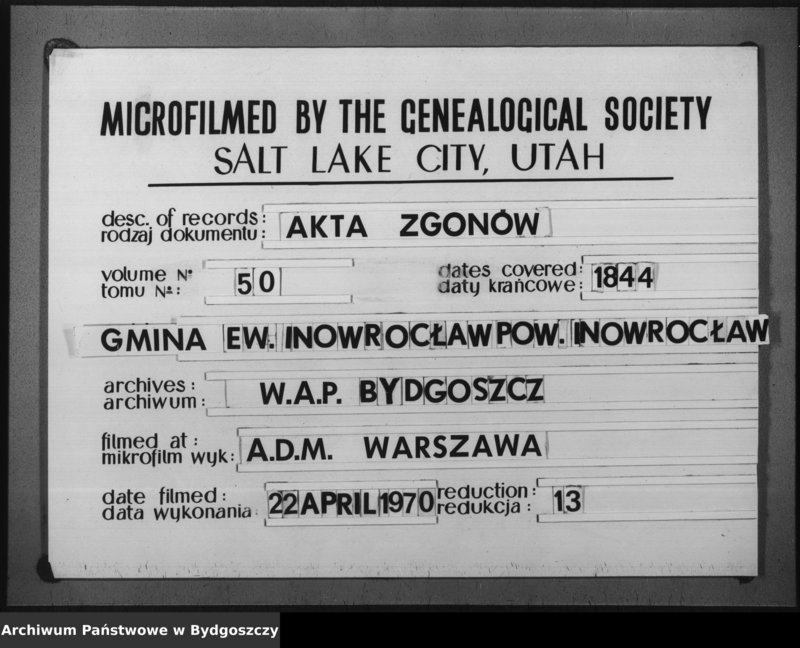 MICROFILMED BY THE GENEALOGICAL SOCIETY
SALT LAKE CITY, UTAH
desc. of records :
rodzaj dokumentu :
AKTA ZGONÓW
volume Nº
tomu Nº :
50
dates covered :
daty krańcowe :
1844
GMINA EW. INOWROCŁAW POW. INOWROCŁAW
archives :
archiwum :
W.A.P. BYDGOSZCZ
filmed at :
mikrofilm wyk :
A.D.M. WARSZAWA
date filmed :
data wykonania :
22 APRIL 1970
reduction :
redukcja :
13
Archiwum Państwowe w Bydgoszczy